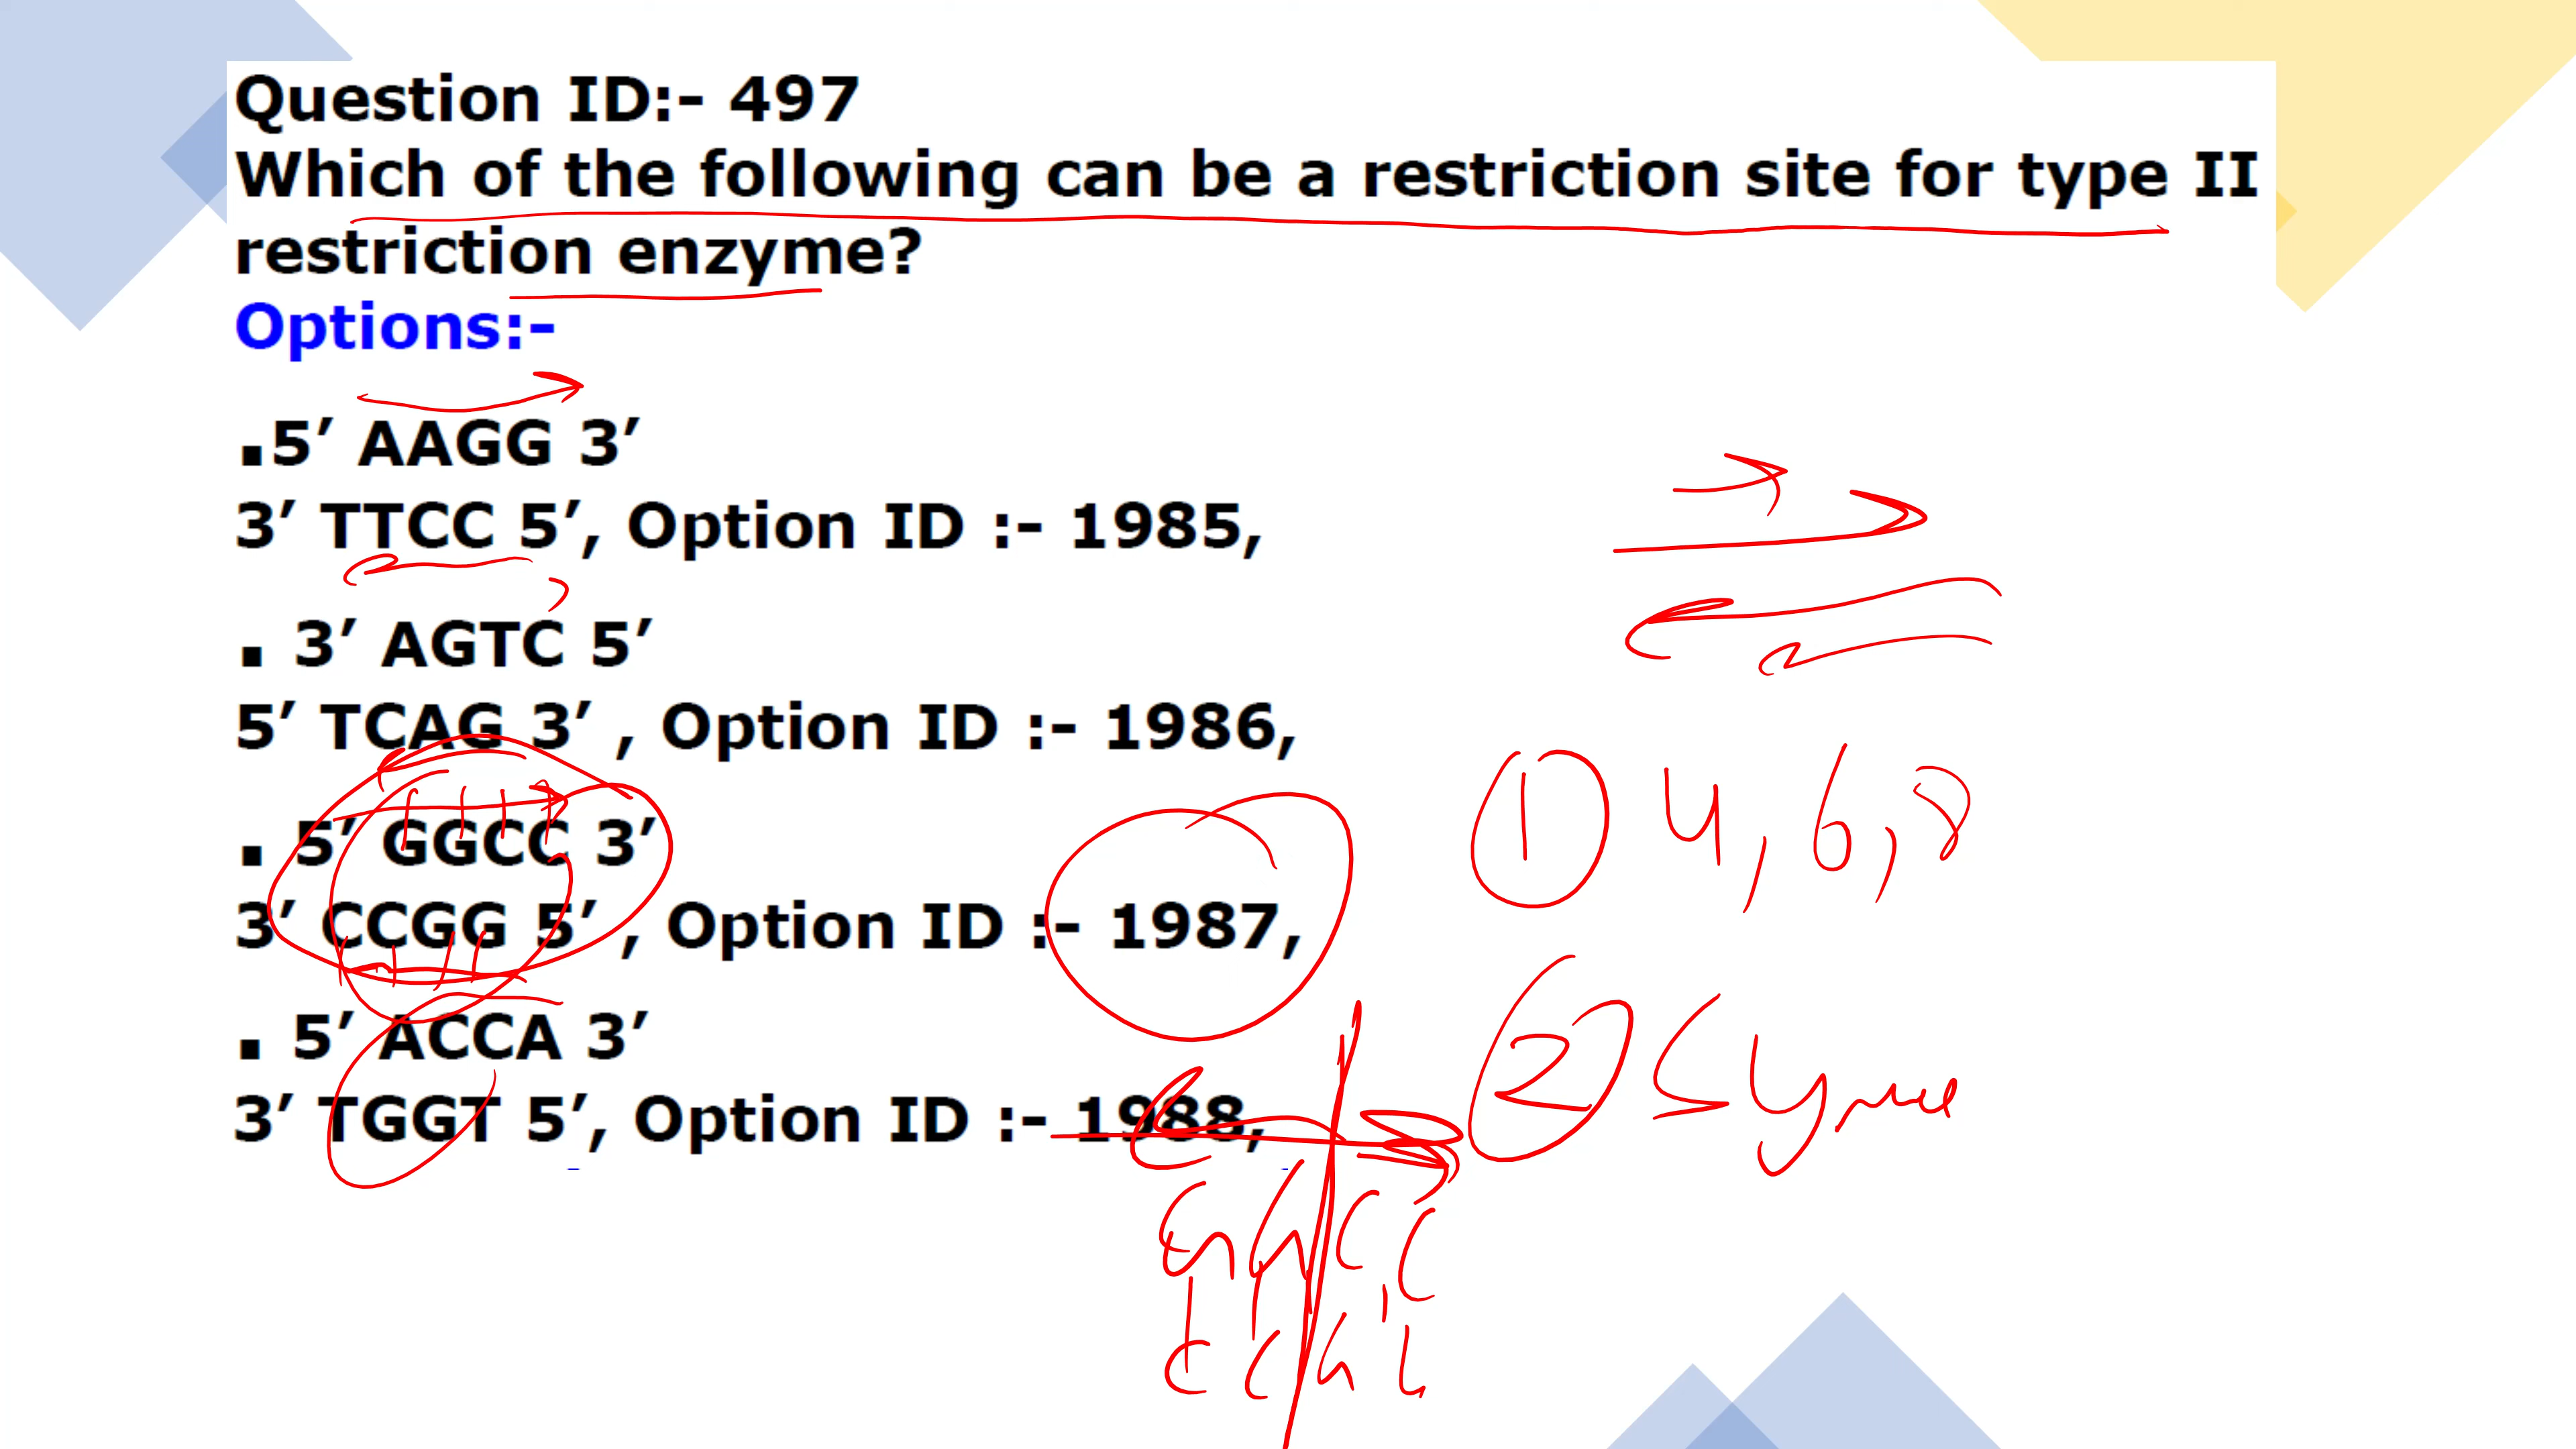 Question ID:- 497
Which of the following can be a restriction site for type II
restriction enzyme?
Options:-
.5’ AAGG 3’
3’ TTCC 5’, Option ID :- 1985,
. 3’ AGTC 5’
5’ TCAG 3’ , Option ID :- 1986,
. 5’ GGCC 3’
3’ CCGG 5’ , Option ID :- 1987,
. 5’ ACCA 3’
3’ TGGT 5’, Option ID :- 1988,
1 4, 6, 8
2
GGCC
CCGG